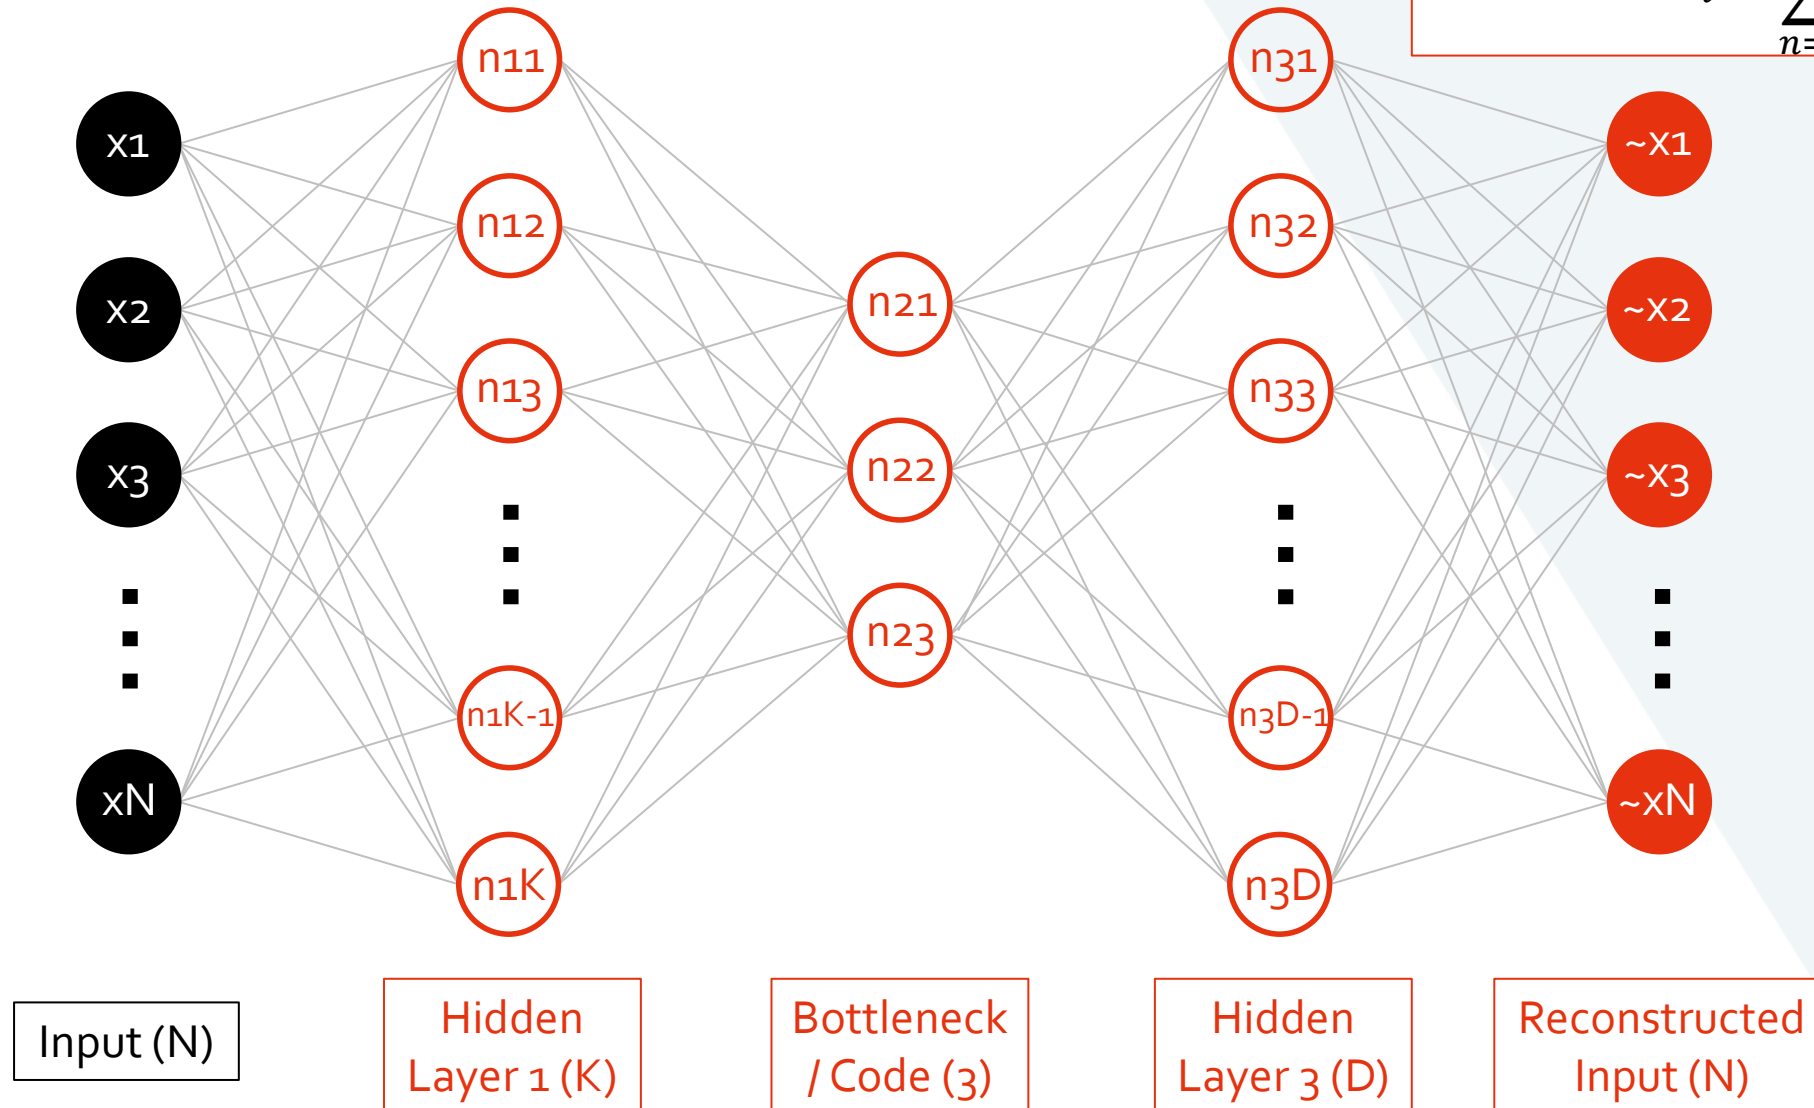 n=
n11
n31
x1
~x1
n12
n32
n21
x2
~x2
n13
n33
n22
x3
~x3
n23
n1K-1
n3D-1
xN
~xN
n1K
n3D
Input (N)
Hidden
Layer 1 (K)
Bottleneck
/ Code (3)
Hidden
Layer 3 (D)
Reconstructed
Input (N)